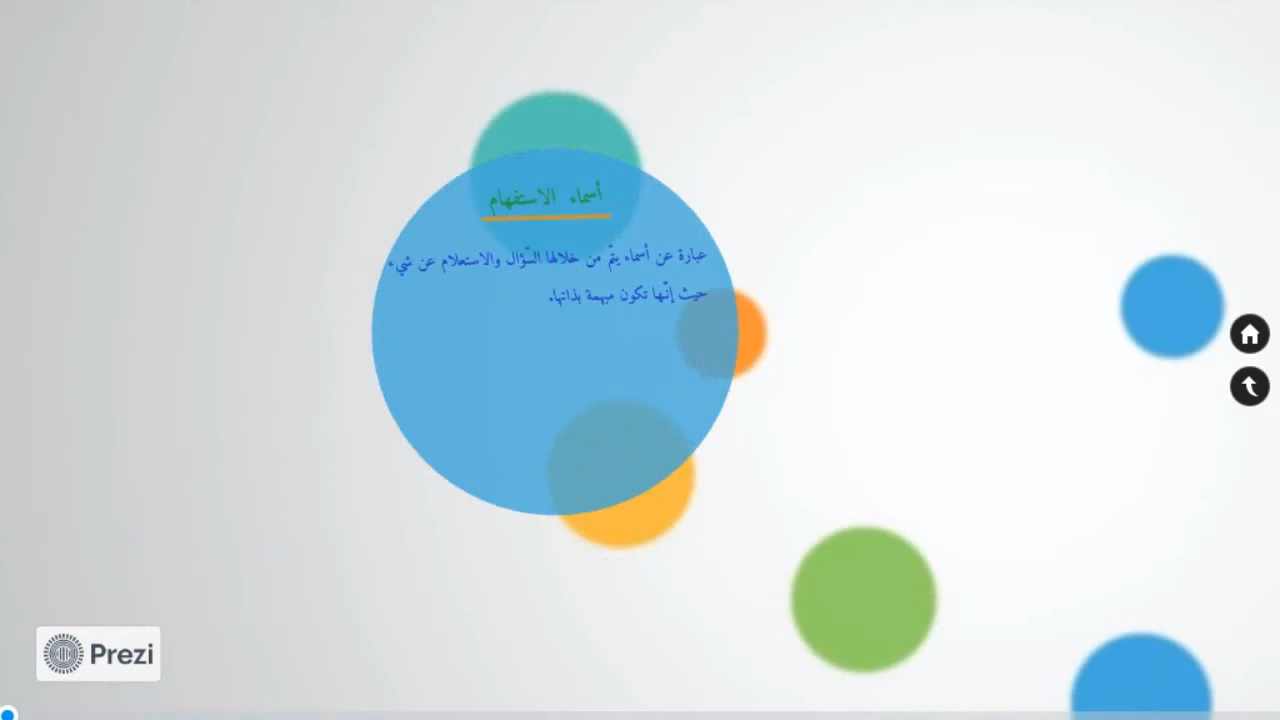 أسماء الاستفهام
عبارة عن أسماء يتمّ من خلالها السّؤال والاستعلام عن شيء
حيث إنّـها تكون مبهمة بذاتها.
Prezi